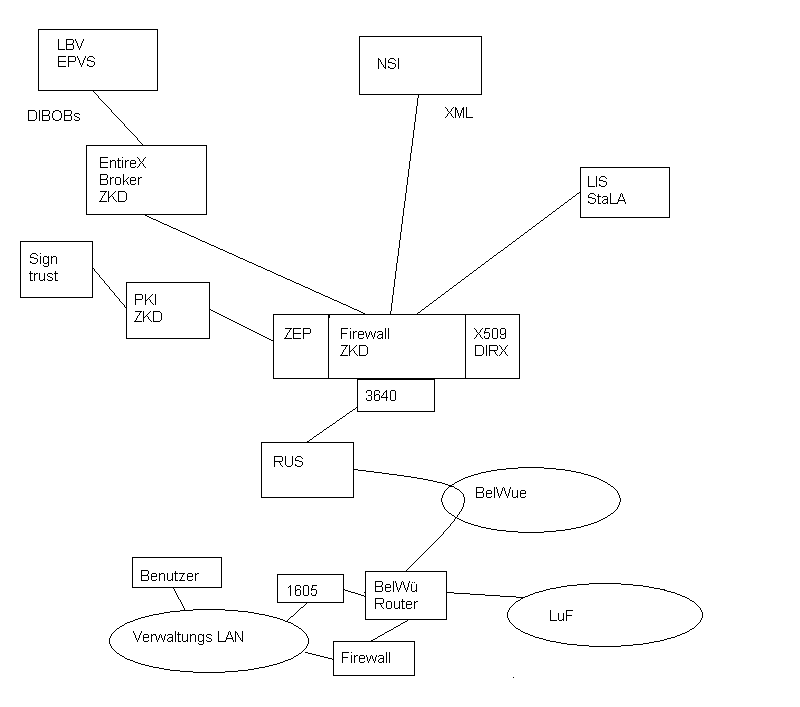 LBV
EPVS
NSI
DIBOBs
XML
EntireX
Broker
ZKD
LIS
StaLA
Sign
trust
PKI
ZKD
ZEP
Firewall
ZKD
X509
DIRX
3640
RUS
BelWue
Benutzer
1605
BelWü
Router
LuF
Verwaltungs LAN
Firewall